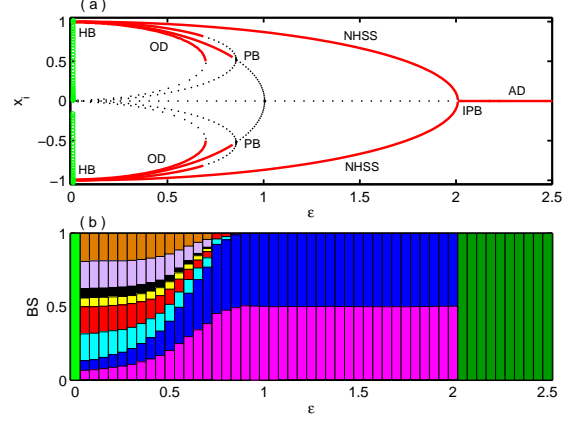 (a)
1
0.5
0
−0.5
−1
x_i
HB
OD
PB
NHSS
AD
IPB
HB
OD
PB
NHSS
0 0.5 1 1.5 2 2.5
ε
(b)
1
0.5
0
BS
0 0.5 1 1.5 2 2.5
ε